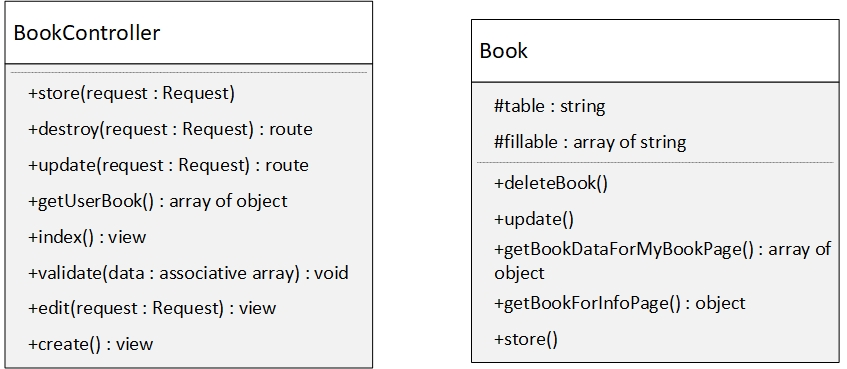 BookController
+store(request : Request)
+destroy(request : Request) : route
+update(request : Request) : route
+getUserBook() : array of object
+index() : view
+validate(data : associative array) : void
+edit(request : Request) : view
+create() : view
Book
#table : string
#fillable : array of string
+deleteBook()
+update()
+getBookDataForMyBookPage() : array of
object
+getBookForInfoPage() : object
+store()